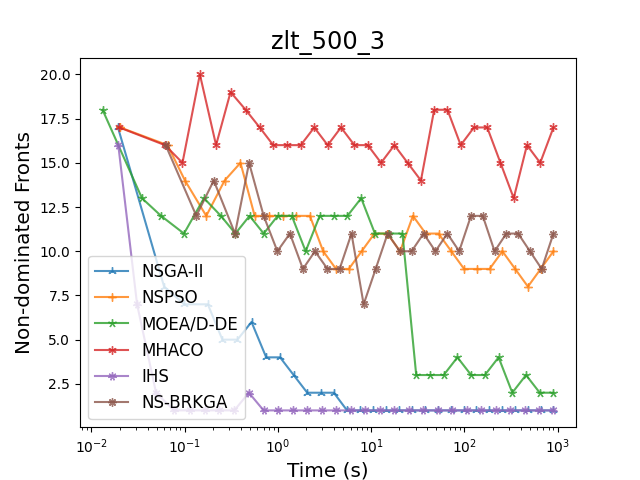 zlt_500_3
Non-dominated Fronts
20.0
17.5
15.0
12.5
10.0
7.5
5.0
2.5
NSGA-II
NSPSO
MOEA/D-DE
MHACO
IHS
NS-BRKGA
10⁻² 10⁻¹ 10⁰ 10¹ 10² 10³
Time (s)